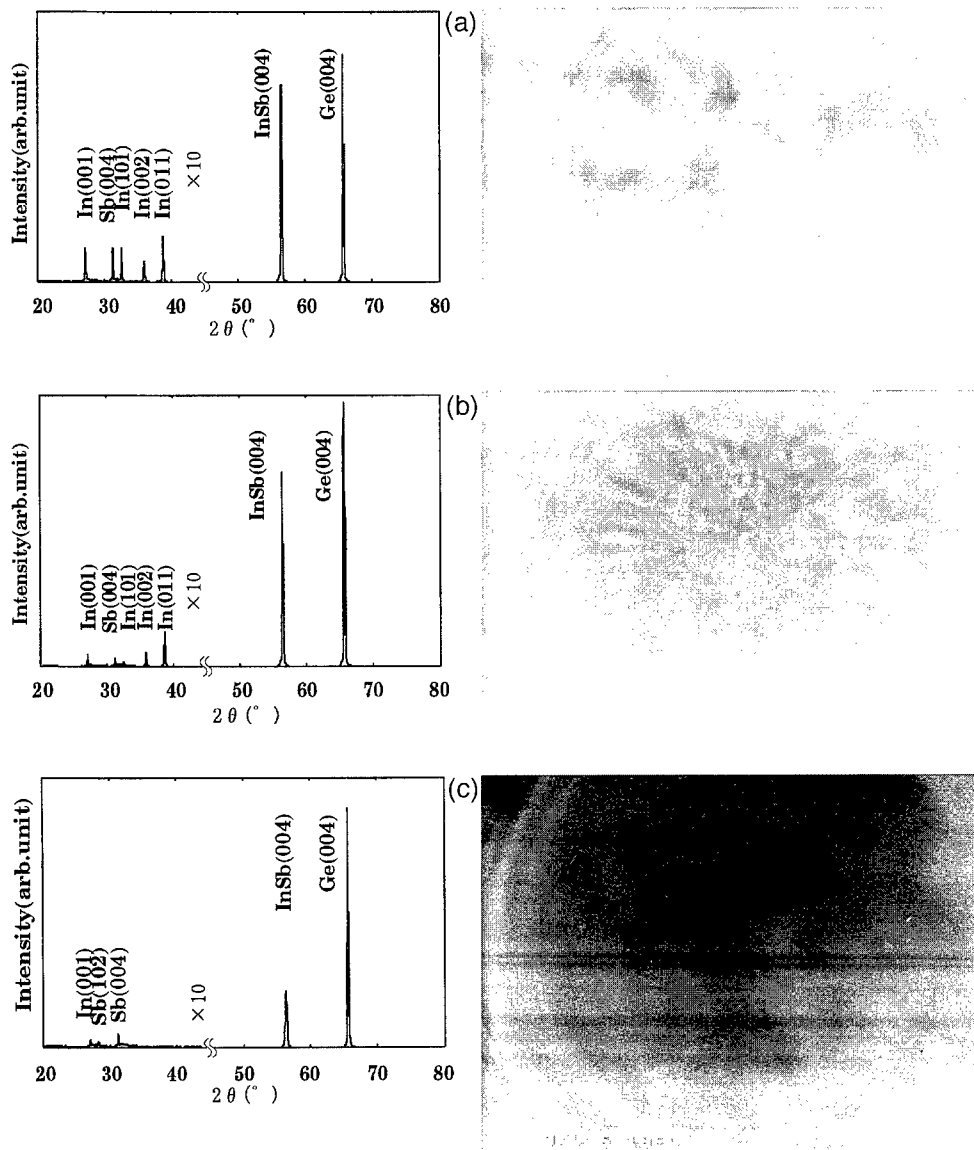 (a)
Intensity(arb.unit)
In(001)
Sb(004)
In(101)
In(002)
In(011)
×10
InSb(004)
Ge(004)
20 30 40 50 60 70 80
2θ(°)
(b)
Intensity(arb.unit)
In(001)
Sb(004)
In(101)
In(002)
In(011)
×10
InSb(004)
Ge(004)
20 30 40 50 60 70 80
2θ(°)
(c)
Intensity(arb.unit)
In(001)
Sb(102)
Sb(004)
×10
InSb(004)
Ge(004)
20 30 40 50 60 70 80
2θ(°)